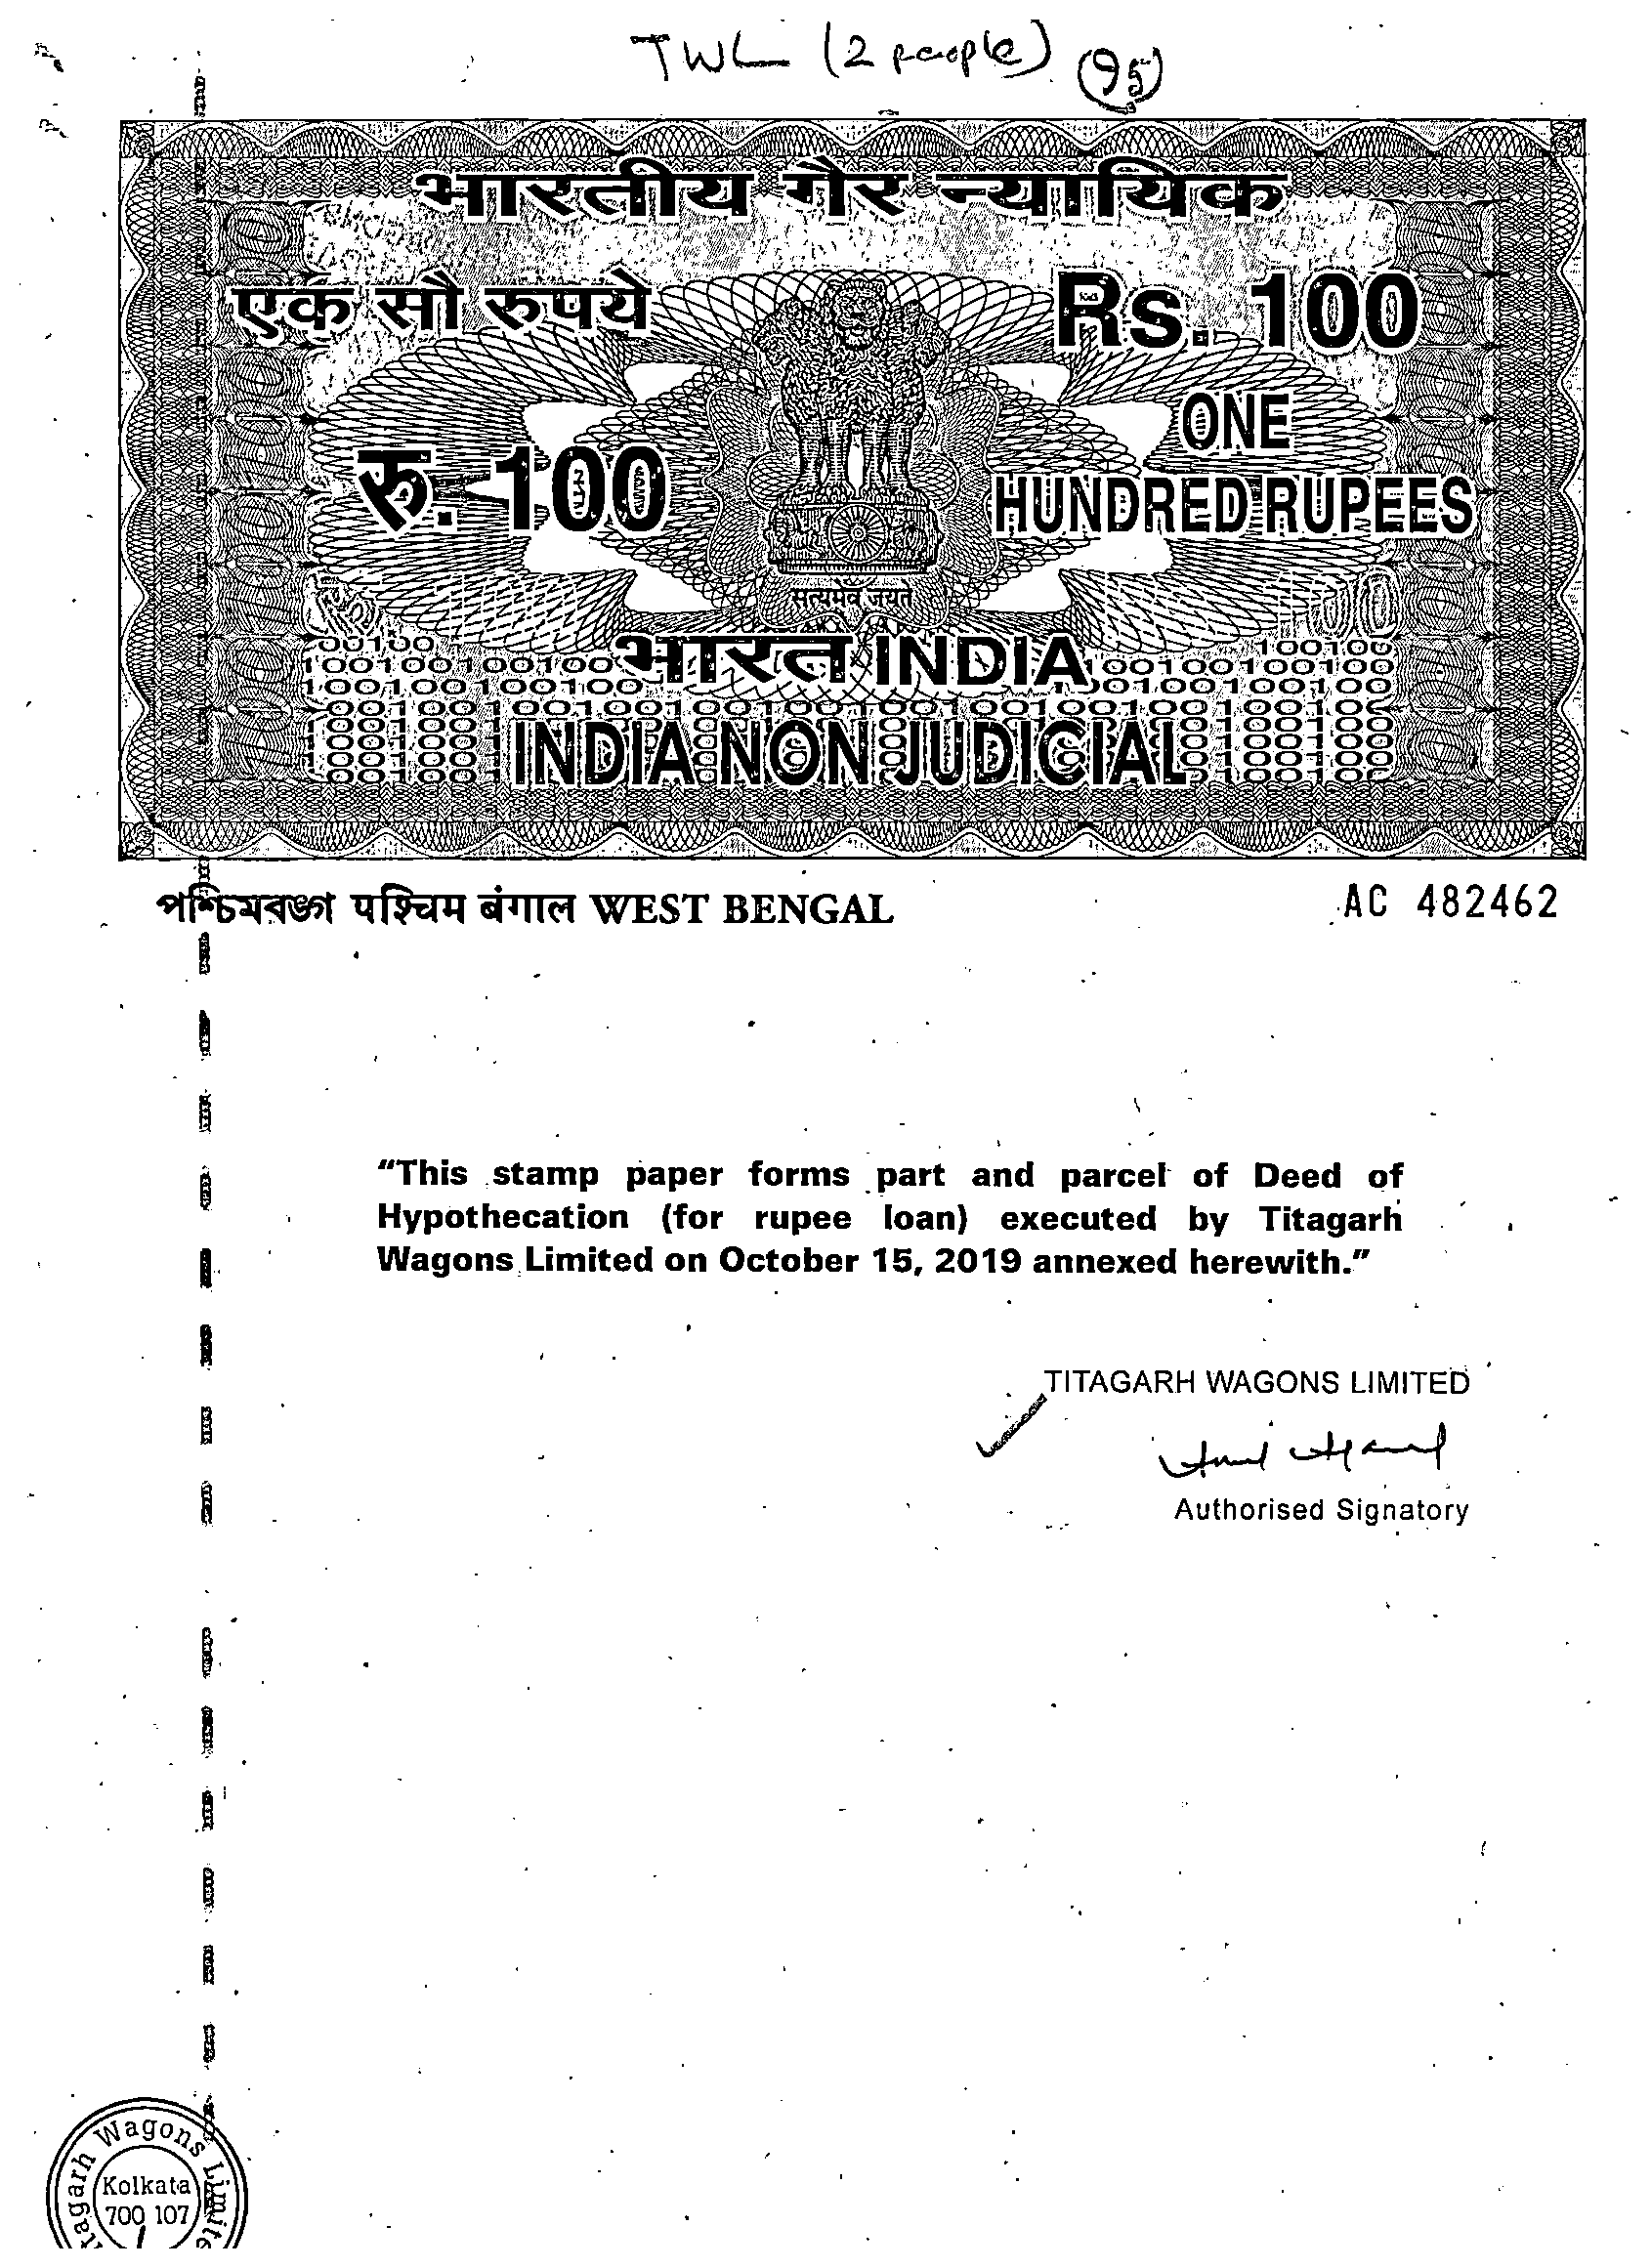 TWL (2 people) (95)
भारतीय गैर न्यायिक
एक सौ रुपये Rs. 100
रु. 100 ONE
HUNDRED RUPEES
सत्यमेव जयते
भारत INDIA
INDIA NON JUDICIAL
পশ্চিমবঙ্গ पश्चिम बंगाल WEST BENGAL AC 482462
“This stamp paper forms part and parcel of Deed of
Hypothecation (for rupee loan) executed by Titagarh
Wagons Limited on October 15, 2019 annexed herewith.”
TITAGARH WAGONS LIMITED
Authorised Signatory
Wagons
Kolkata
700 107